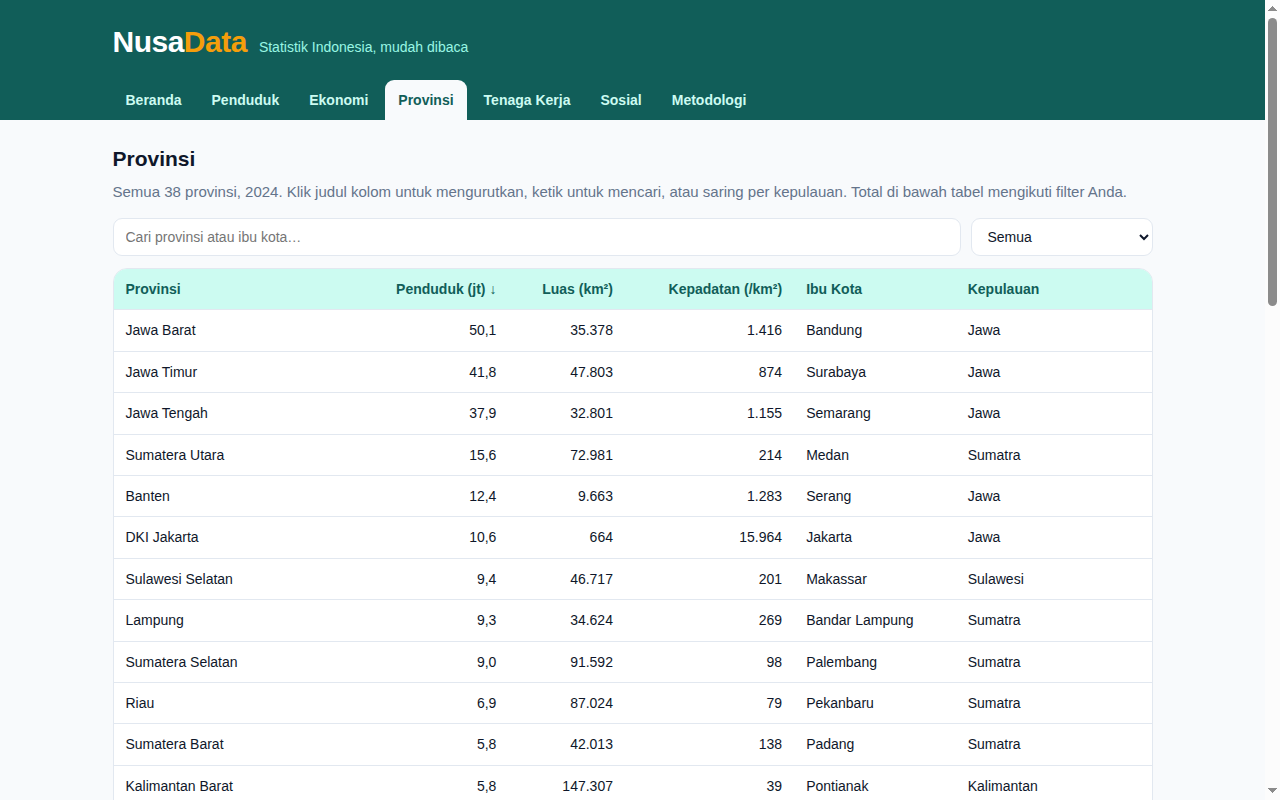 NusaData Statistik Indonesia, mudah dibaca
Beranda Penduduk Ekonomi Provinsi Tenaga Kerja Sosial Metodologi
Provinsi
Semua 38 provinsi, 2024. Klik judul kolom untuk mengurutkan, ketik untuk mencari, atau saring per kepulauan. Total di bawah tabel mengikuti filter Anda.
Cari provinsi atau ibu kota… Semua
Provinsi Penduduk (jt) ↓ Luas (km²) Kepadatan (/km²) Ibu Kota Kepulauan
Jawa Barat 50,1 35.378 1.416 Bandung Jawa
Jawa Timur 41,8 47.803 874 Surabaya Jawa
Jawa Tengah 37,9 32.801 1.155 Semarang Jawa
Sumatera Utara 15,6 72.981 214 Medan Sumatra
Banten 12,4 9.663 1.283 Serang Jawa
DKI Jakarta 10,6 664 15.964 Jakarta Jawa
Sulawesi Selatan 9,4 46.717 201 Makassar Sulawesi
Lampung 9,3 34.624 269 Bandar Lampung Sumatra
Sumatera Selatan 9,0 91.592 98 Palembang Sumatra
Riau 6,9 87.024 79 Pekanbaru Sumatra
Sumatera Barat 5,8 42.013 138 Padang Sumatra
Kalimantan Barat 5,8 147.307 39 Pontianak Kalimantan